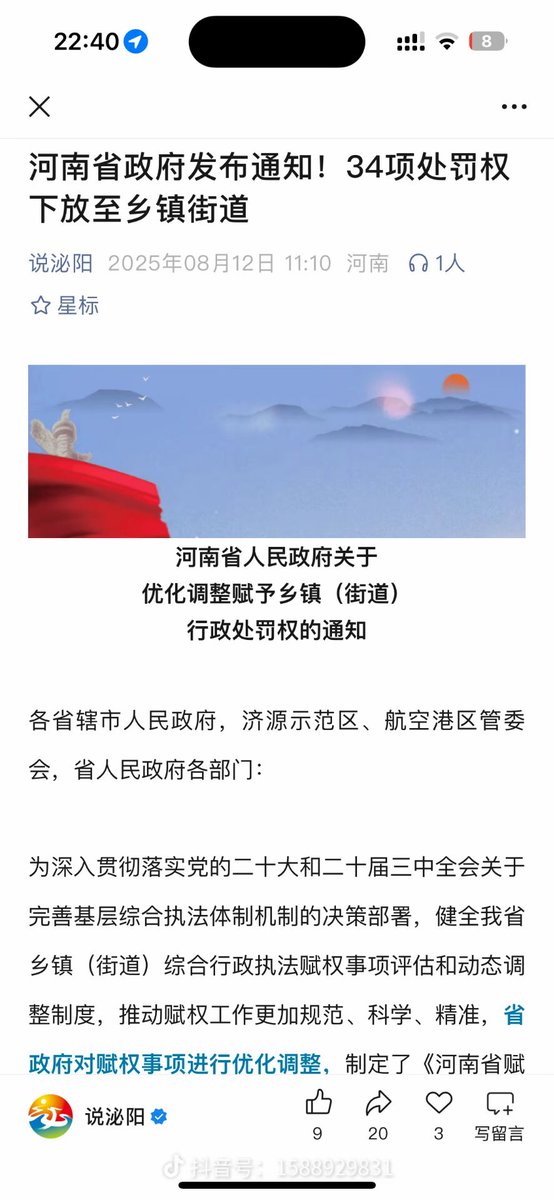 22:40
8
河南省政府发布通知！34项处罚权
下放至乡镇街道
说泌阳 2025年08月12日 11:10 河南 1人
星标
河南省人民政府关于
优化调整赋予乡镇（街道）
行政处罚权的通知
各省辖市人民政府，济源示范区、航空港区管委
会，省人民政府各部门：
为深入贯彻落实党的二十大和二十届三中全会关于
完善基层综合执法体制机制的决策部署，健全我省
乡镇（街道）综合行政执法赋权事项评估和动态调
整制度，推动赋权工作更加规范、科学、精准，省
政府对赋权事项进行优化调整，制定了《河南省赋
说泌阳
9
20
3
写留言
抖音号：1588929831